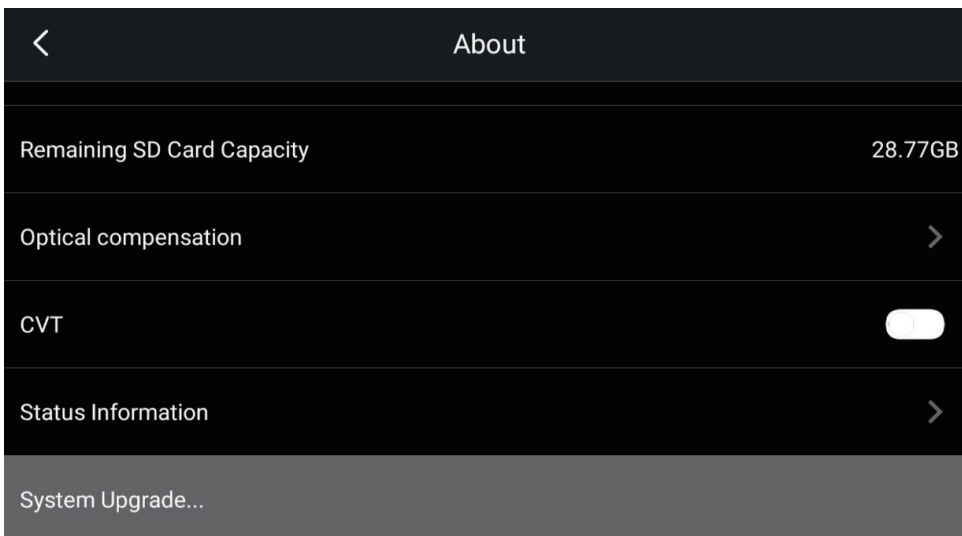 About
Remaining SD Card Capacity 28.77GB
Optical compensation
CVT
Status Information
System Upgrade...